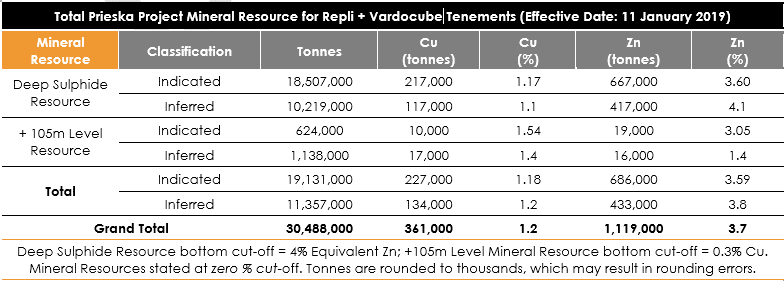 Total Prieska Project Mineral Resource for Repli + Vardocube Tenements (Effective Date: 11 January 2019)
Mineral Resource Classification Tonnes Cu (tonnes) Cu (%) Zn (tonnes) Zn (%)
Deep Sulphide Resource Indicated 18,507,000 217,000 1.17 667,000 3.60
Inferred 10,219,000 117,000 1.1 417,000 4.1
+ 105m Level Resource Indicated 624,000 10,000 1.54 19,000 3.05
Inferred 1,138,000 17,000 1.4 16,000 1.4
Total Indicated 19,131,000 227,000 1.18 686,000 3.59
Inferred 11,357,000 134,000 1.2 433,000 3.8
Grand Total 30,488,000 361,000 1.2 1,119,000 3.7
Deep Sulphide Resource bottom cut-off = 4% Equivalent Zn; +105m Level Mineral Resource bottom cut-off = 0.3% Cu.
Mineral Resources stated at zero % cut-off. Tonnes are rounded to thousands, which may result in rounding errors.